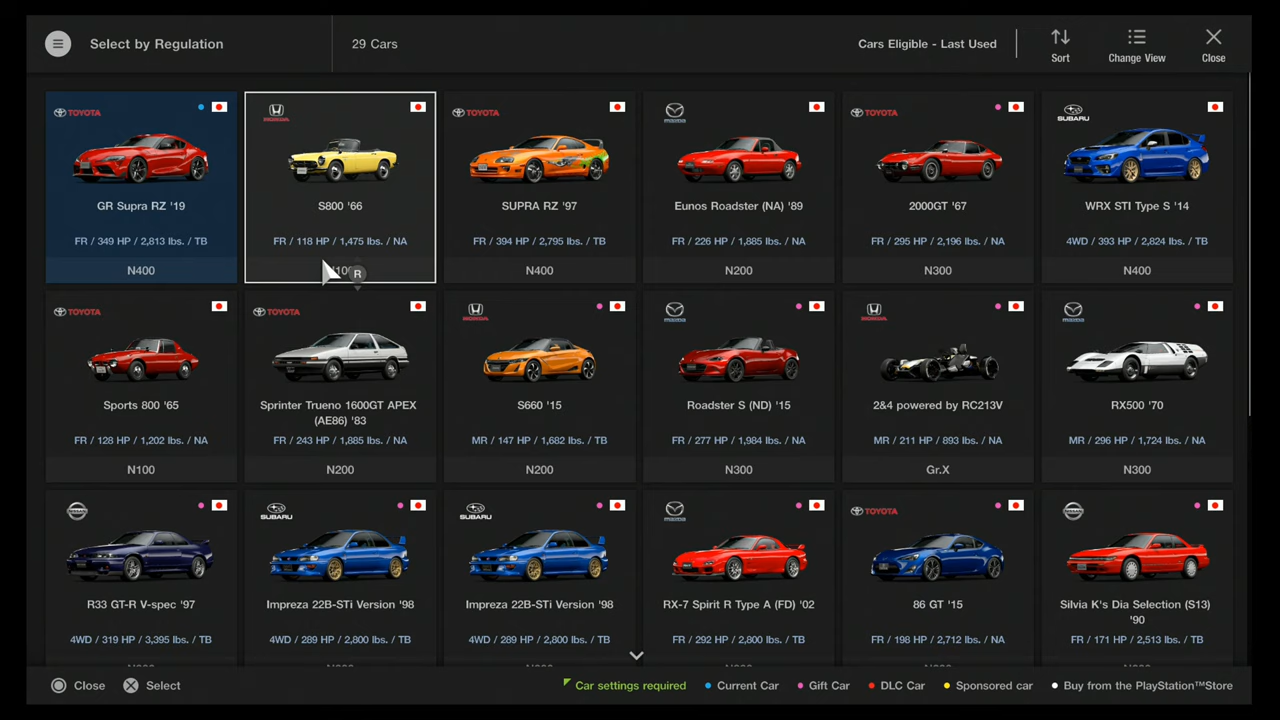 Select by Regulation
29 Cars
Cars Eligible - Last Used
Sort
Change View
Close
TOYOTA
GR Supra RZ '19
FR / 349 HP / 2,813 lbs. / TB
N400
HONDA
S800 '66
FR / 118 HP / 1,475 lbs. / NA
R
TOYOTA
SUPRA RZ '97
FR / 394 HP / 2,795 lbs. / TB
N400
mazda
Eunos Roadster (NA) '89
FR / 226 HP / 1,885 lbs. / NA
N200
TOYOTA
2000GT '67
FR / 295 HP / 2,196 lbs. / NA
N300
SUBARU
WRX STI Type S '14
4WD / 393 HP / 2,824 lbs. / TB
N400
TOYOTA
Sports 800 '65
FR / 128 HP / 1,202 lbs. / NA
N100
TOYOTA
Sprinter Trueno 1600GT APEX
(AE86) '83
FR / 243 HP / 1,885 lbs. / NA
N200
HONDA
S660 '15
MR / 147 HP / 1,682 lbs. / TB
N200
mazda
Roadster S (ND) '15
FR / 277 HP / 1,984 lbs. / NA
N300
HONDA
2&4 powered by RC213V
MR / 211 HP / 893 lbs. / NA
Gr.X
mazda
RX500 '70
MR / 296 HP / 1,724 lbs. / NA
N300
R33 GT-R V-spec '97
4WD / 319 HP / 3,395 lbs. / TB
SUBARU
Impreza 22B-STi Version '98
4WD / 289 HP / 2,800 lbs. / TB
SUBARU
Impreza 22B-STi Version '98
4WD / 289 HP / 2,800 lbs. / TB
mazda
RX-7 Spirit R Type A (FD) '02
FR / 292 HP / 2,800 lbs. / TB
TOYOTA
86 GT '15
FR / 198 HP / 2,712 lbs. / NA
Silvia K's Dia Selection (S13)
'90
FR / 171 HP / 2,513 lbs. / TB
Close
Select
Car settings required
Current Car
Gift Car
DLC Car
Sponsored car
Buy from the PlayStation™Store